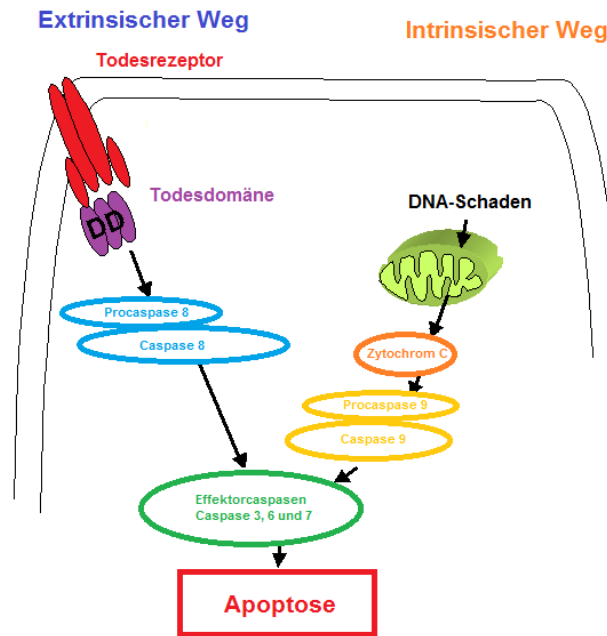 Extrinsischer Weg
Intrinsischer Weg
Todesrezeptor
Todesdomäne
DD
DNA-Schaden
Procaspase 8
Caspase 8
Zytochrom C
Procaspase 9
Caspase 9
Effektorcaspasen
Caspase 3, 6 und 7
Apoptose